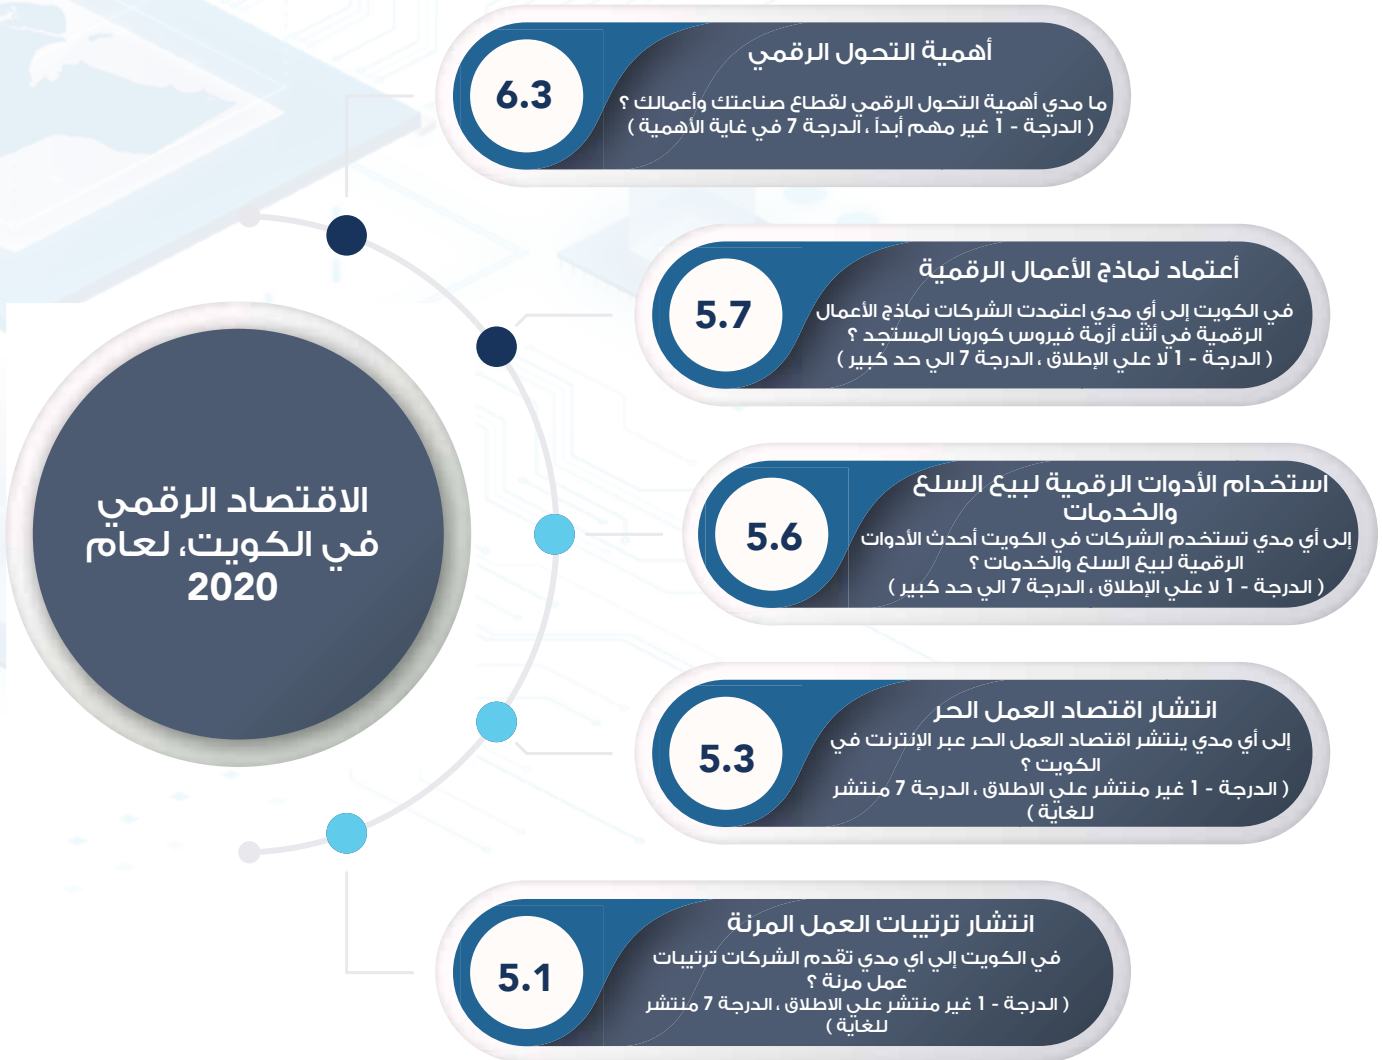 الاقتصاد الرقمي
في الكويت، لعام
2020
6.3
أهمية التحول الرقمي
ما مدي أهمية التحول الرقمي لقطاع صناعتك وأعمالك ؟
( الدرجة - 1 غير مهم أبداً ، الدرجة 7 في غاية الأهمية )
5.7
أعتماد نماذج الأعمال الرقمية
في الكويت إلى أي مدي اعتمدت الشركات نماذج الأعمال
الرقمية في أثناء أزمة فيروس كورونا المستجد ؟
( الدرجة - 1 لا علي الإطلاق ، الدرجة 7 الي حد كبير )
5.6
استخدام الأدوات الرقمية لبيع السلع
والخدمات
إلى أي مدي تستخدم الشركات في الكويت أحدث الأدوات
الرقمية لبيع السلع والخدمات ؟
( الدرجة - 1 لا علي الإطلاق ، الدرجة 7 الي حد كبير )
5.3
انتشار اقتصاد العمل الحر
إلى أي مدي ينتشر اقتصاد العمل الحر عبر الإنترنت في
الكويت ؟
( الدرجة - 1 غير منتشر علي الاطلاق ، الدرجة 7 منتشر
للغاية )
5.1
انتشار ترتيبات العمل المرنة
في الكويت إلي اي مدي تقدم الشركات ترتيبات
عمل مرنة ؟
( الدرجة - 1 غير منتشر علي الاطلاق ، الدرجة 7 منتشر
للغاية )